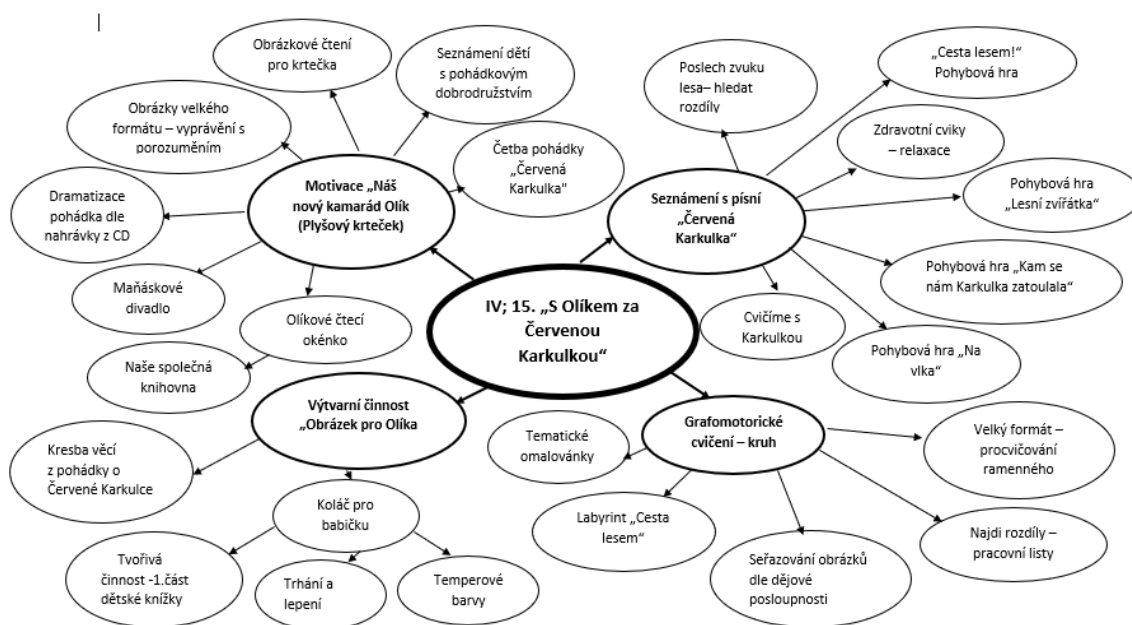 Obrázkové čtení
pro krtečka
Seznámení dětí
s pohádkovým
dobrodružstvím
Obrázky velkého
formátu – vyprávění s
porozuměním
Četba pohádky
„Červená
Karkulka"
Motivace „Náš
nový kamarád Olík
(Plyšový krteček)
Dramatizace
pohádka dle
nahrávky z CD
Maňáskové
divadlo
Olíkové čtecí
okénko
Naše společná
knihovna
Poslech zvuku
lesa– hledat
rozdíly
„Cesta lesem!"
Pohybová hra
Zdravotní cviky
– relaxace
Seznámení s písní
„Červená
Karkulka“
Pohybová hra
„Lesní zvířátka“
Pohybová hra „Kam se
nám Karkulka zatoulala“
Cvičíme s
Karkulkou
Pohybová hra „Na
vlka“
IV; 15. „S Olíkem za
Červenou
Karkulkou“
Výtvarní činnost
„Obrázek pro Olíka
Kresba věcí
z pohádky o
Červené Karkulce
Koláč pro
babičku
Tvořivá
činnost -1.část
dětské knížky
Trhání a
lepení
Temperové
barvy
Grafomotorické
cvičení – kruh
Tematické
omalovánky
Labyrint „Cesta
lesem“
Seřazování obrázků
dle dějové
posloupnosti
Velký formát –
procvičování
ramenného
Najdi rozdíly –
pracovní listy